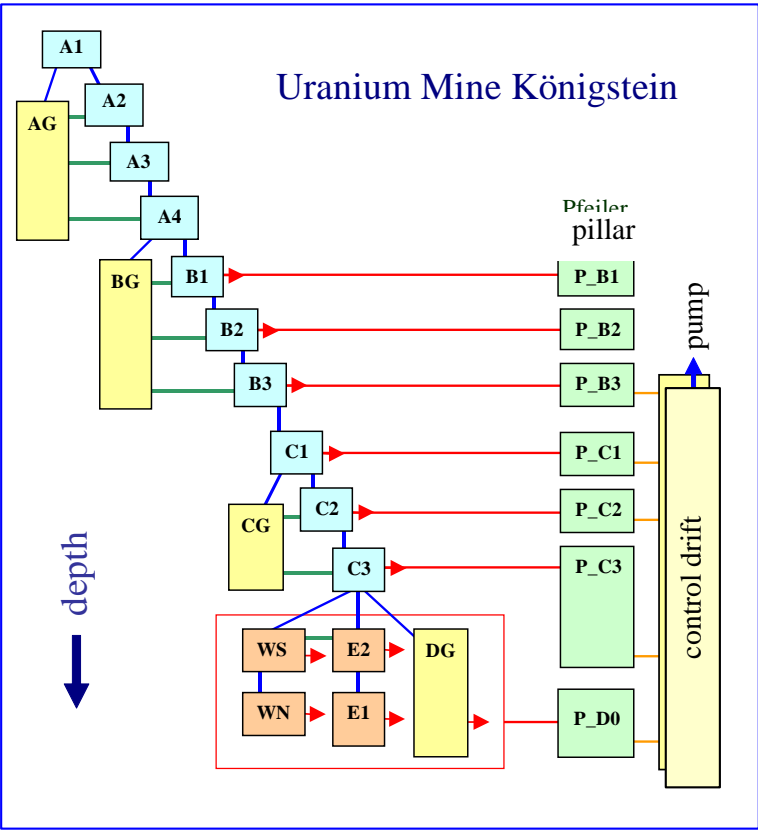 A1
Uranium Mine Königstein
A2
AG
A3
A4
Pfeiler
pillar
BG
B1
P_B1
B2
P_B2
pump
B3
P_B3
C1
P_C1
CG
C2
P_C2
C3
P_C3
depth
control drift
WS
E2
DG
WN
E1
P_D0